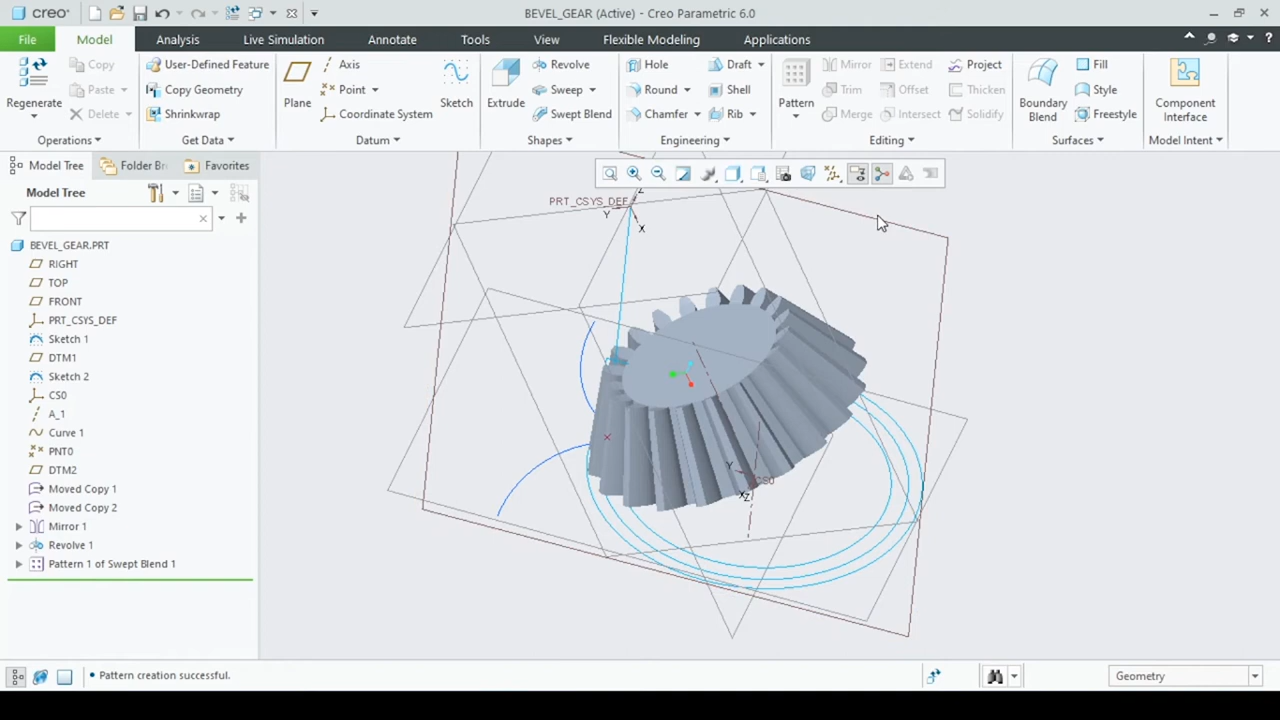 creo
BEVEL_GEAR (Active) - Creo Parametric 6.0
File Model Analysis Live Simulation Annotate Tools View Flexible Modeling Applications
Regenerate
Copy
Paste
Delete
Operations
User-Defined Feature
Copy Geometry
Shrinkwrap
Get Data
Plane
Axis
Point
Coordinate System
Sketch
Datum
Extrude
Revolve
Sweep
Swept Blend
Shapes
Hole
Round
Chamfer
Draft
Shell
Rib
Engineering
Pattern
Mirror
Trim
Merge
Extend
Offset
Intersect
Project
Thicken
Solidify
Editing
Boundary
Blend
Fill
Style
Freestyle
Surfaces
Component
Interface
Model Intent
Model Tree Folder Br Favorites
Model Tree
BEVEL_GEAR.PRT
RIGHT
TOP
FRONT
PRT_CSYS_DEF
Sketch 1
DTM1
Sketch 2
CS0
A_1
Curve 1
PNT0
DTM2
Moved Copy 1
Moved Copy 2
Mirror 1
Revolve 1
Pattern 1 of Swept Blend 1
PRT_CSYS_DEF
Z
Y
X
Y
CS0
X
Z
Pattern creation successful.
Geometry